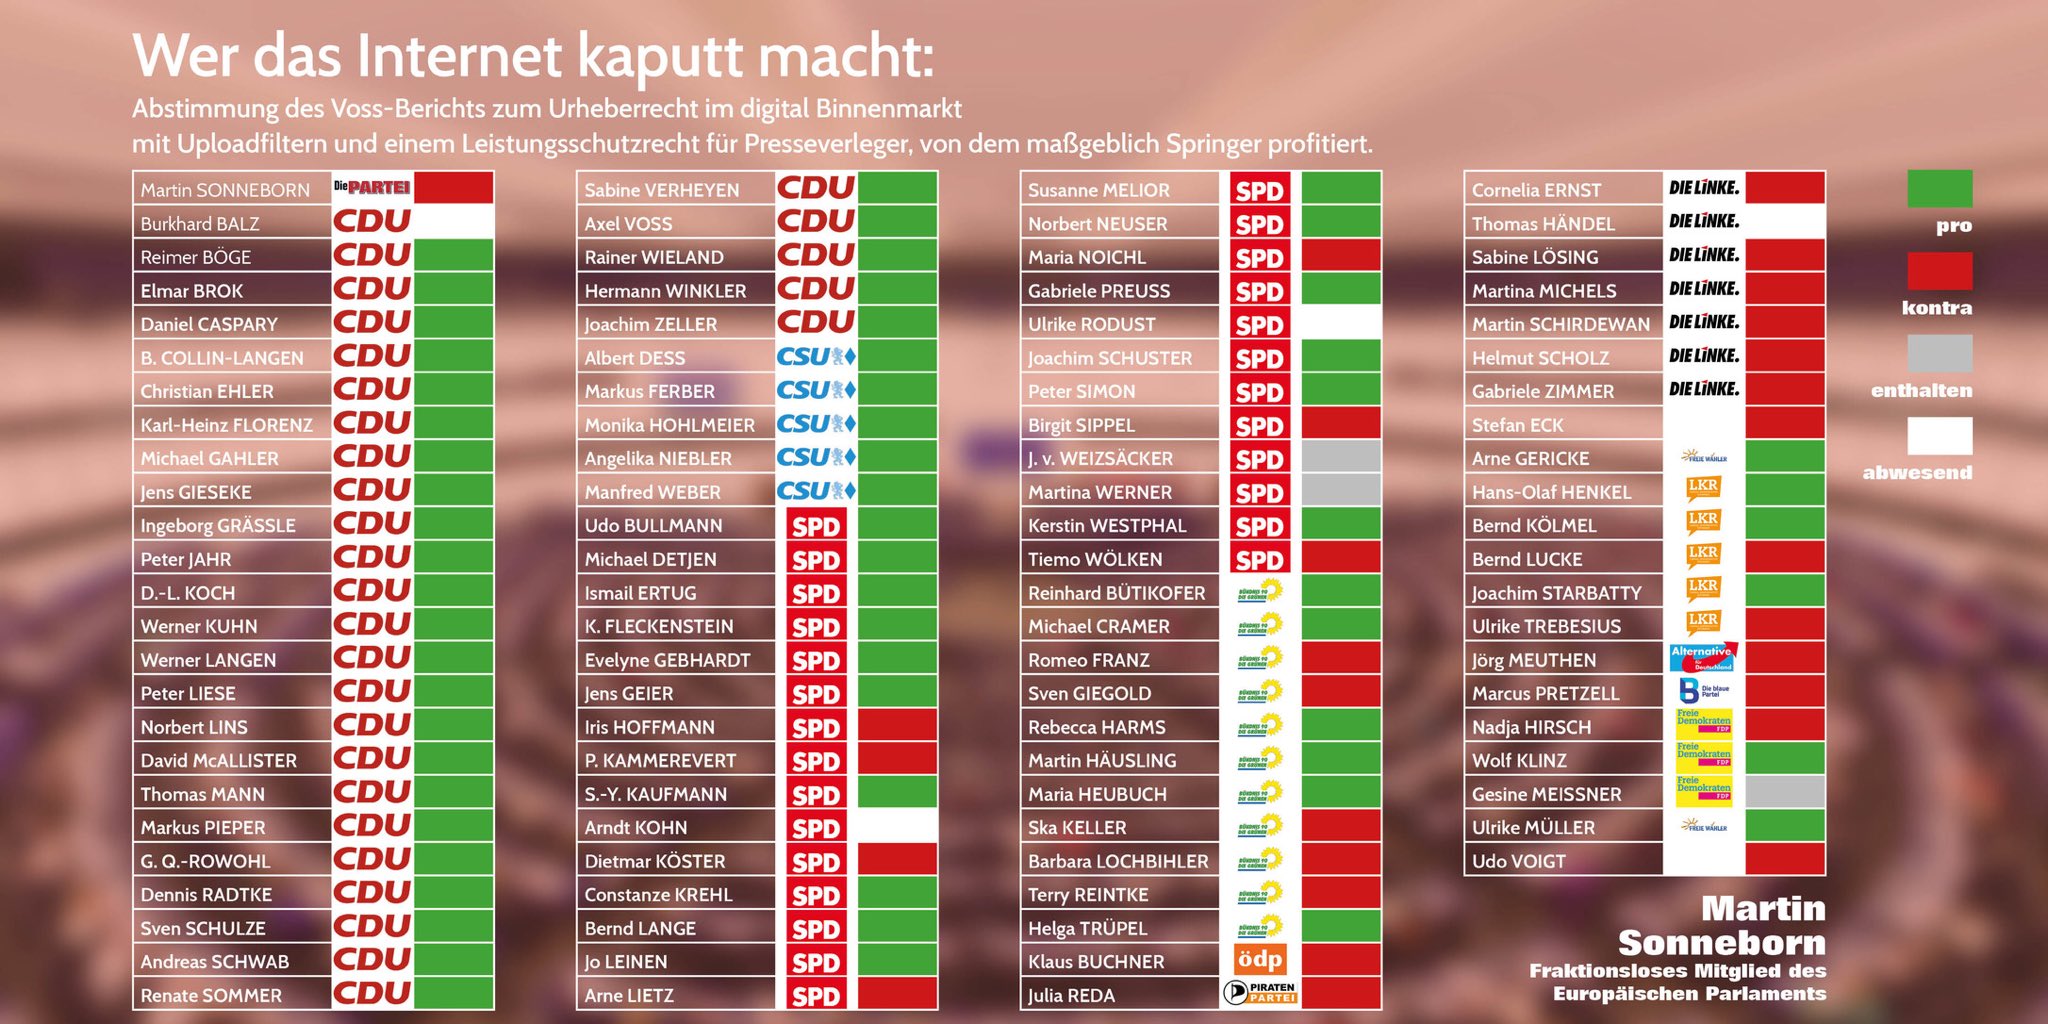 Wer das Internet kaputt macht:
Abstimmung des Voss-Berichts zum Urheberrecht im digital Binnenmarkt
mit Uploadfiltern und einem Leistungsschutzrecht für Presseverleger, von dem maßgeblich Springer profitiert.
Martin SONNEBORN Die PARTEI
Burkhard BALZ CDU
Reimer BÖGE CDU
Elmar BROK CDU
Daniel CASPARY CDU
B. COLLIN-LANGEN CDU
Christian EHLER CDU
Karl-Heinz FLORENZ CDU
Michael GAHLER CDU
Jens GIESEKE CDU
Ingeborg GRÄSSLE CDU
Peter JAHR CDU
D.-L. KOCH CDU
Werner KUHN CDU
Werner LANGEN CDU
Peter LIESE CDU
Norbert LINS CDU
David McALLISTER CDU
Thomas MANN CDU
Markus PIEPER CDU
G. Q.-ROWOHL CDU
Dennis RADTKE CDU
Sven SCHULZE CDU
Andreas SCHWAB CDU
Renate SOMMER CDU
Sabine VERHEYEN CDU
Axel VOSS CDU
Rainer WIELAND CDU
Hermann WINKLER CDU
Joachim ZELLER CDU
Albert DESS CSU
Markus FERBER CSU
Monika HOHLMEIER CSU
Angelika NIEBLER CSU
Manfred WEBER CSU
Udo BULLMANN SPD
Michael DETJEN SPD
Ismail ERTUG SPD
K. FLECKENSTEIN SPD
Evelyne GEBHARDT SPD
Jens GEIER SPD
Iris HOFFMANN SPD
P. KAMMEREVERT SPD
S.-Y. KAUFMANN SPD
Arndt KOHN SPD
Dietmar KÖSTER SPD
Constanze KREHL SPD
Bernd LANGE SPD
Jo LEINEN SPD
Arne LIETZ SPD
Susanne MELIOR SPD
Norbert NEUSER SPD
Maria NOICHL SPD
Gabriele PREUSS SPD
Ulrike RODUST SPD
Joachim SCHUSTER SPD
Peter SIMON SPD
Birgit SIPPEL SPD
J. v. WEIZSÄCKER SPD
Martina WERNER SPD
Kerstin WESTPHAL SPD
Tiemo WÖLKEN SPD
Reinhard BÜTIKOFER BÜNDNIS 90 DIE GRÜNEN
Michael CRAMER BÜNDNIS 90 DIE GRÜNEN
Romeo FRANZ BÜNDNIS 90 DIE GRÜNEN
Sven GIEGOLD BÜNDNIS 90 DIE GRÜNEN
Rebecca HARMS BÜNDNIS 90 DIE GRÜNEN
Martin HÄUSLING BÜNDNIS 90 DIE GRÜNEN
Maria HEUBUCH BÜNDNIS 90 DIE GRÜNEN
Ska KELLER BÜNDNIS 90 DIE GRÜNEN
Barbara LOCHBIHLER BÜNDNIS 90 DIE GRÜNEN
Terry REINTKE BÜNDNIS 90 DIE GRÜNEN
Helga TRÜPEL BÜNDNIS 90 DIE GRÜNEN
Klaus BUCHNER ödp
Julia REDA PIRATEN PARTEI
Cornelia ERNST DIE LINKE.
Thomas HÄNDEL DIE LINKE.
Sabine LÖSING DIE LINKE.
Martina MICHELS DIE LINKE.
Martin SCHIRDEWAN DIE LINKE.
Helmut SCHOLZ DIE LINKE.
Gabriele ZIMMER DIE LINKE.
Stefan ECK
Arne GERICKE FREIE WÄHLER
Hans-Olaf HENKEL LKR
Bernd KÖLMEL LKR
Bernd LUCKE LKR
Joachim STARBATTY LKR
Ulrike TREBESIUS LKR
Jörg MEUTHEN Alternative für Deutschland
Marcus PRETZELL B Die blaue Partei
Nadja HIRSCH Freie Demokraten FDP
Wolf KLINZ Freie Demokraten FDP
Gesine MEISSNER Freie Demokraten FDP
Ulrike MÜLLER FREIE WÄHLER
Udo VOIGT
pro
kontra
enthalten
abwesend
Martin
Sonneborn
Fraktionsloses Mitglied des
Europäischen Parlaments